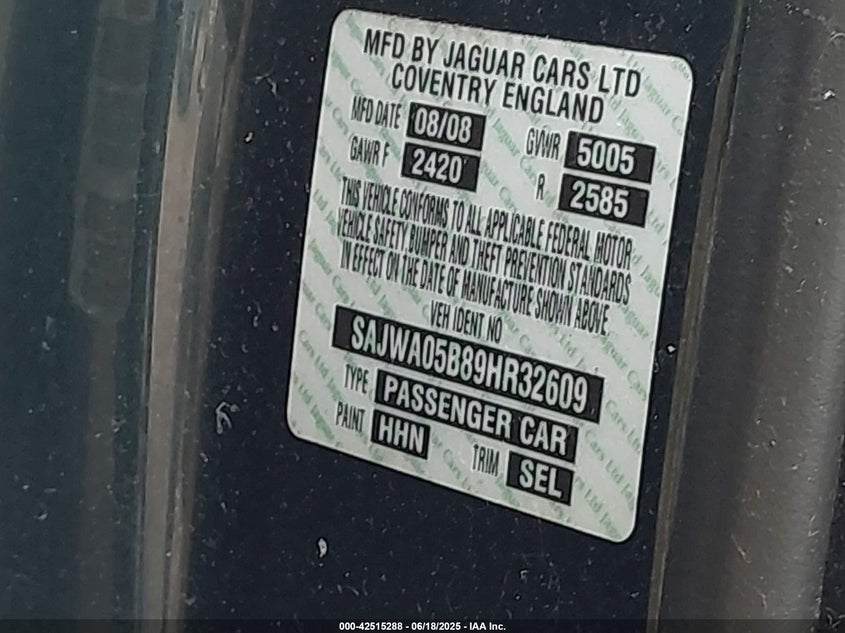 MFD BY JAGUAR CARS LTD
COVENTRY ENGLAND
MFD DATE 08/08 GVWR 5005
GAWR F 2420 R 2585
THIS VEHICLE CONFORMS TO ALL APPLICABLE FEDERAL MOTOR
VEHICLE SAFETY BUMPER AND THEFT PREVENTION STANDARDS
IN EFFECT ON THE DATE OF MANUFACTURE SHOWN ABOVE.
VEH IDENT NO
SAJWA05B89HR32609
TYPE PASSENGER CAR
PAINT HHN TRIM SEL
000-42515288 - 06/18/2025 - IAA Inc.